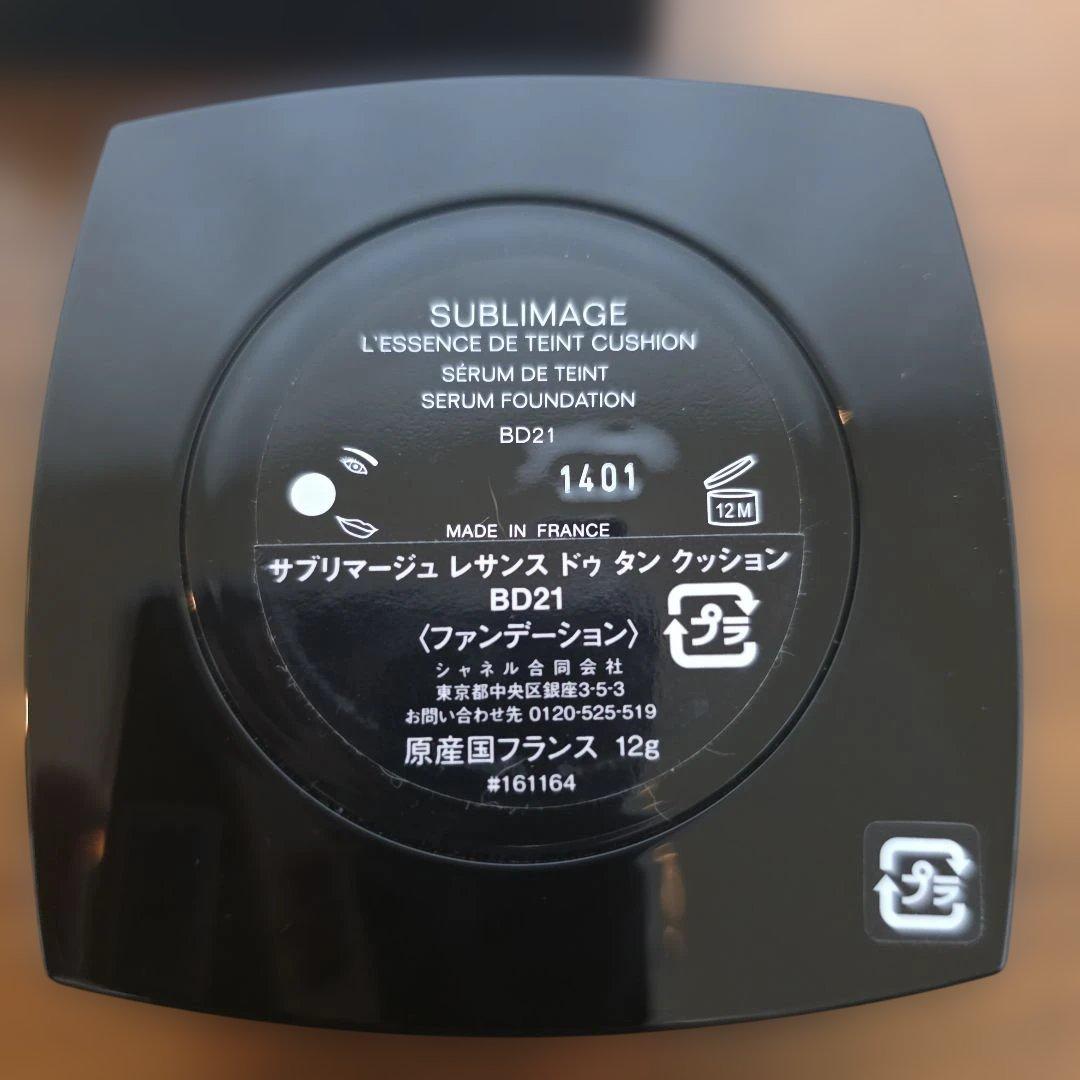 SUBLIMAGE
L'ESSENCE DE TEINT CUSHION
SÉRUM DE TEINT
SERUM FOUNDATION
BD21
1401
12M
MADE IN FRANCE
サブリマージュ レサンス ドゥ タン クッション
BD21
プラ
〈ファンデーション〉
シャネル合同会社
東京都中央区銀座3-5-3
お問い合わせ先 0120-525-519
原産国フランス 12g
#161164
プラ